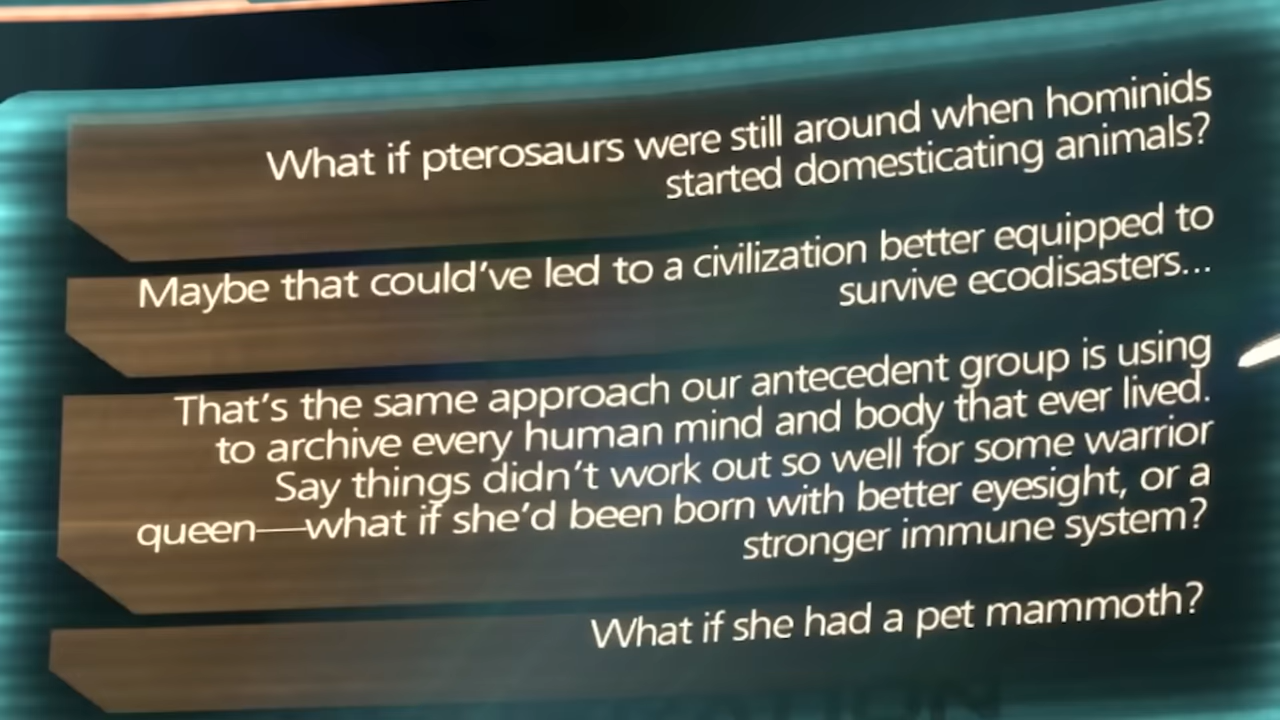 What if pterosaurs were still around when hominids
started domesticating animals?
Maybe that could've led to a civilization better equipped to
survive ecodisasters...
That's the same approach our antecedent group is using
to archive every human mind and body that ever lived.
Say things didn't work out so well for some warrior
queen—what if she'd been born with better eyesight, or a
stronger immune system?
What if she had a pet mammoth?